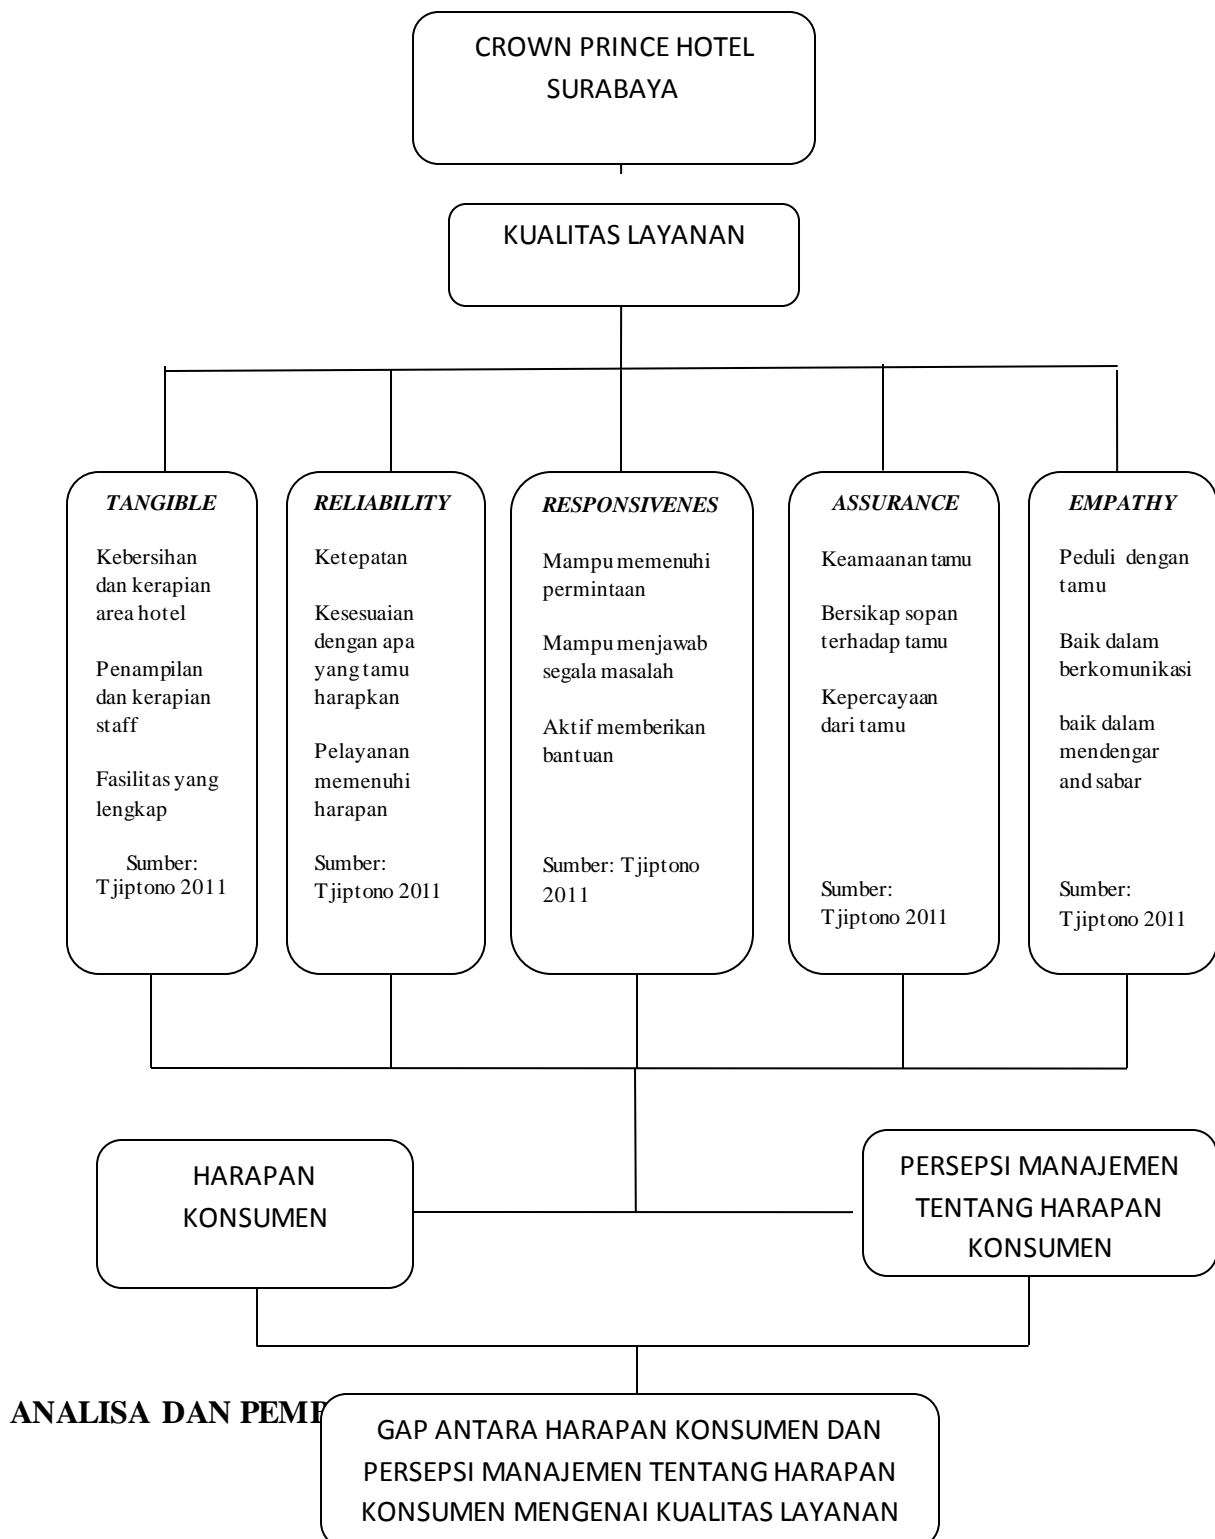 CROWN PRINCE HOTEL
SURABAYA
KUALITAS LAYANAN
TANGIBLE
Kebersihan
dan kerapian
area hotel
Penampilan
dan kerapian
staff
Fasilitas yang
lengkap
Sumber:
Tjiptono 2011
RELIABILITY
Ketepatan
Kesesuaian
dengan apa
yang tamu
harapkan
Pelayanan
memenuhi
harapan
Sumber:
Tjiptono 2011
RESPONSIVENES
Mampu memenuhi
permintaan
Mampu menjawab
segala masalah
Aktif memberikan
bantuan
Sumber: Tjiptono
2011
ASSURANCE
Keamaanan tamu
Bersikap sopan
terhadap tamu
Kepercayaan
dari tamu
Sumber:
Tjiptono 2011
EMPATHY
Peduli dengan
tamu
Baik dalam
berkomunikasi
baik dalam
mendengar
and sabar
Sumber:
Tjiptono 2011
HARAPAN
KONSUMEN
PERSEPSI MANAJEMEN
TENTANG HARAPAN
KONSUMEN
ANALISA DAN
GAP ANTARA HARAPAN KONSUMEN DAN
PERSEPSI MANAJEMEN TENTANG HARAPAN
KONSUMEN MENGENAI KUALITAS LAYANAN